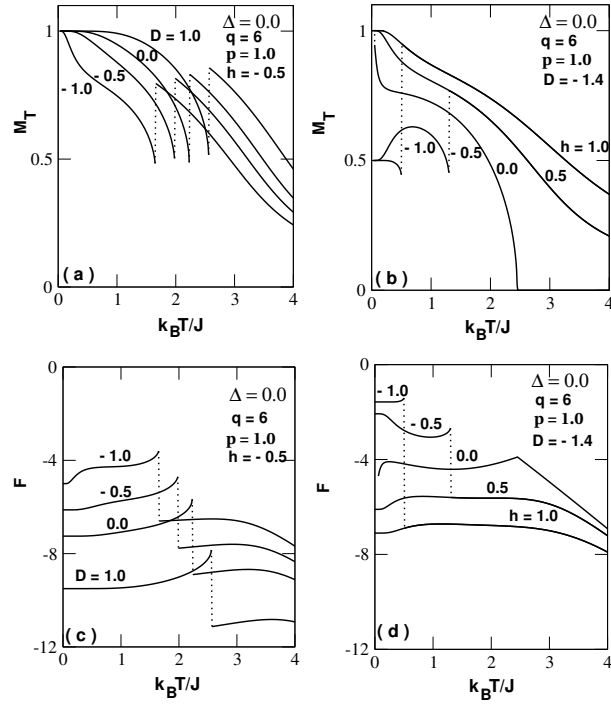 Δ = 0.0
D = 1.0
q = 6
p = 1.0
h = - 0.5
0.0
- 0.5
- 1.0
1.0
0.5
0
M_T
( a )
0 1 2 3 4
k_BT/J
Δ = 0.0
q = 6
p = 1.0
D = - 1.4
h = 1.0
0.5
0.0
- 0.5
- 1.0
1.0
0.5
0
M_T
( b )
0 1 2 3 4
k_BT/J
Δ = 0.0
q = 6
p = 1.0
h = - 0.5
- 1.0
- 0.5
0.0
D = 1.0
0
-4
-8
-12
F
( c )
0 1 2 3 4
k_BT/J
Δ = 0.0
q = 6
p = 1.0
D = - 1.4
- 1.0
- 0.5
0.0
0.5
h = 1.0
0
-4
-8
-12
F
( d )
0 1 2 3 4
k_BT/J